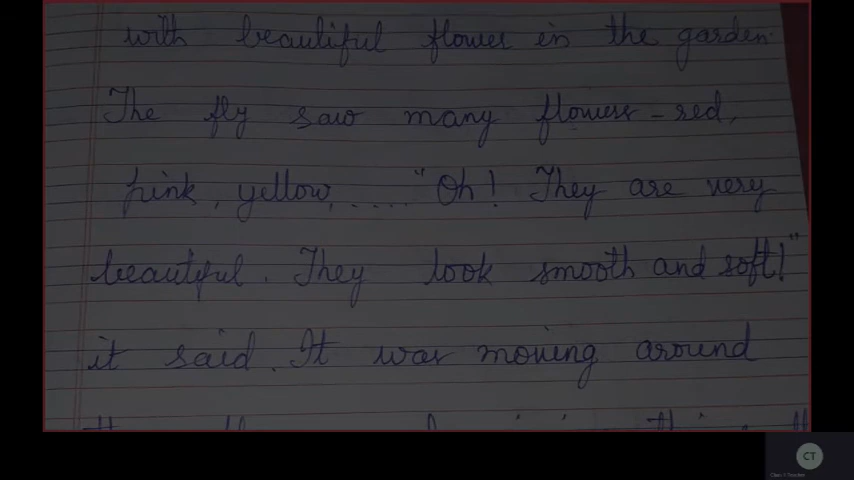 with beautiful flower in the garden.
The fly saw many flowers - red,
pink, yellow, ..... "Oh! They are very
beautiful. They look smooth and soft!"
it said. It was moving around
CT